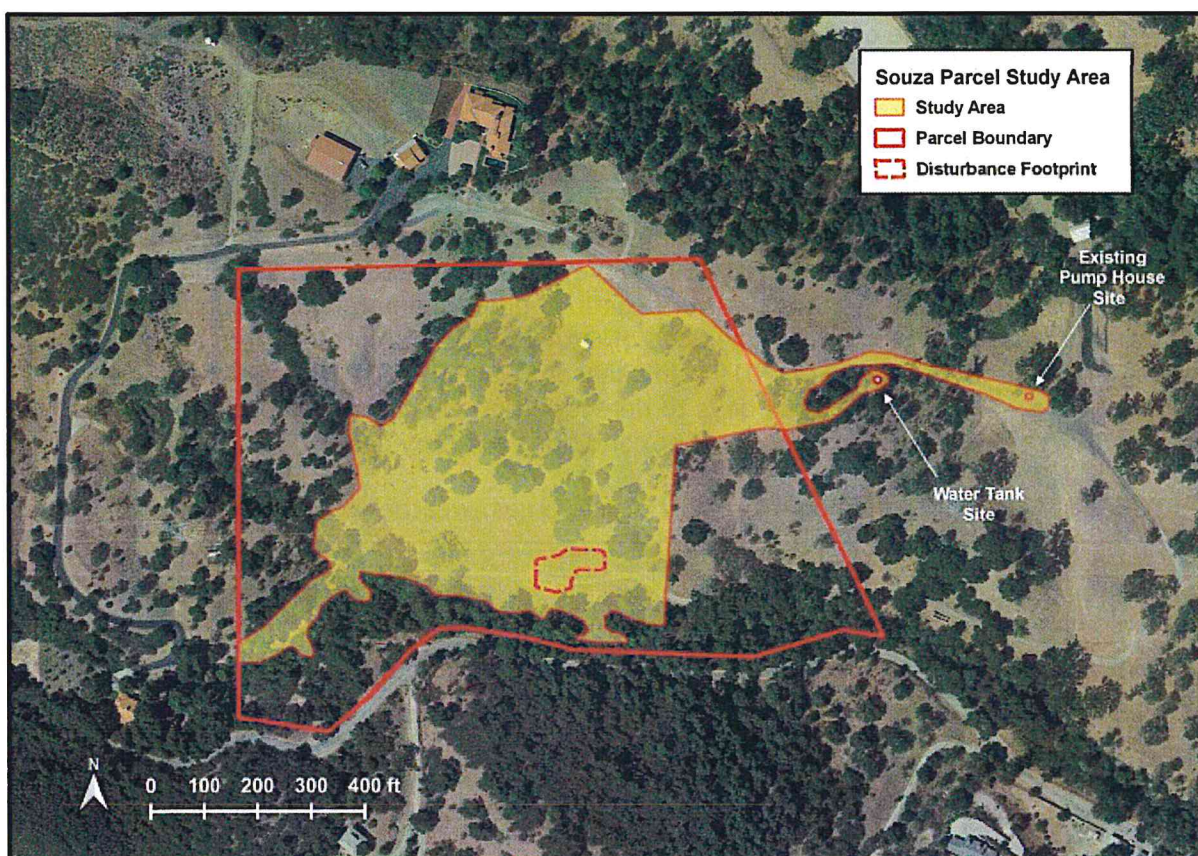 Souza Parcel Study Area
Study Area
Parcel Boundary
Disturbance Footprint
Existing
Pump House
Site
Water Tank
Site
N
0 100 200 300 400 ft